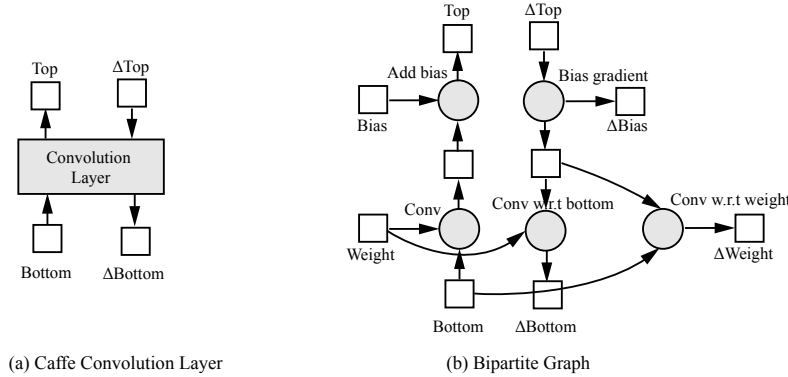 Top
ΔTop
Convolution
Layer
Bottom
ΔBottom
(a) Caffe Convolution Layer
Top
ΔTop
Add bias
Bias gradient
Bias
ΔBias
Conv
Conv w.r.t bottom
Conv w.r.t weight
Weight
ΔWeight
Bottom
ΔBottom
(b) Bipartite Graph